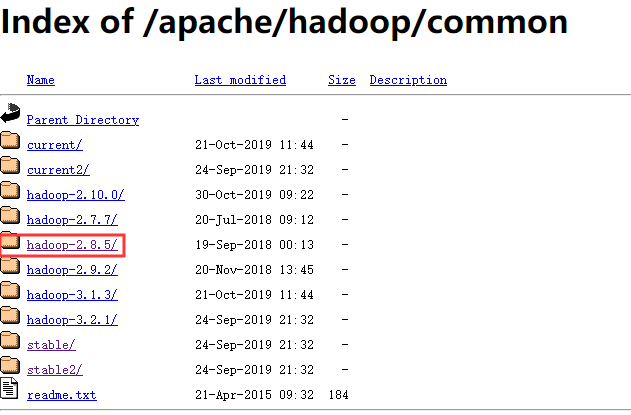 Index of /apache/hadoop/common
Name Last modified Size Description
Parent Directory -
current/ 21-Oct-2019 11:44 -
current2/ 24-Sep-2019 21:32 -
hadoop-2.10.0/ 30-Oct-2019 09:22 -
hadoop-2.7.7/ 20-Jul-2018 09:12 -
hadoop-2.8.5/ 19-Sep-2018 00:13 -
hadoop-2.9.2/ 20-Nov-2018 13:45 -
hadoop-3.1.3/ 21-Oct-2019 11:44 -
hadoop-3.2.1/ 24-Sep-2019 21:32 -
stable/ 24-Sep-2019 21:32 -
stable2/ 24-Sep-2019 21:32 -
readme.txt 21-Apr-2015 09:32 184